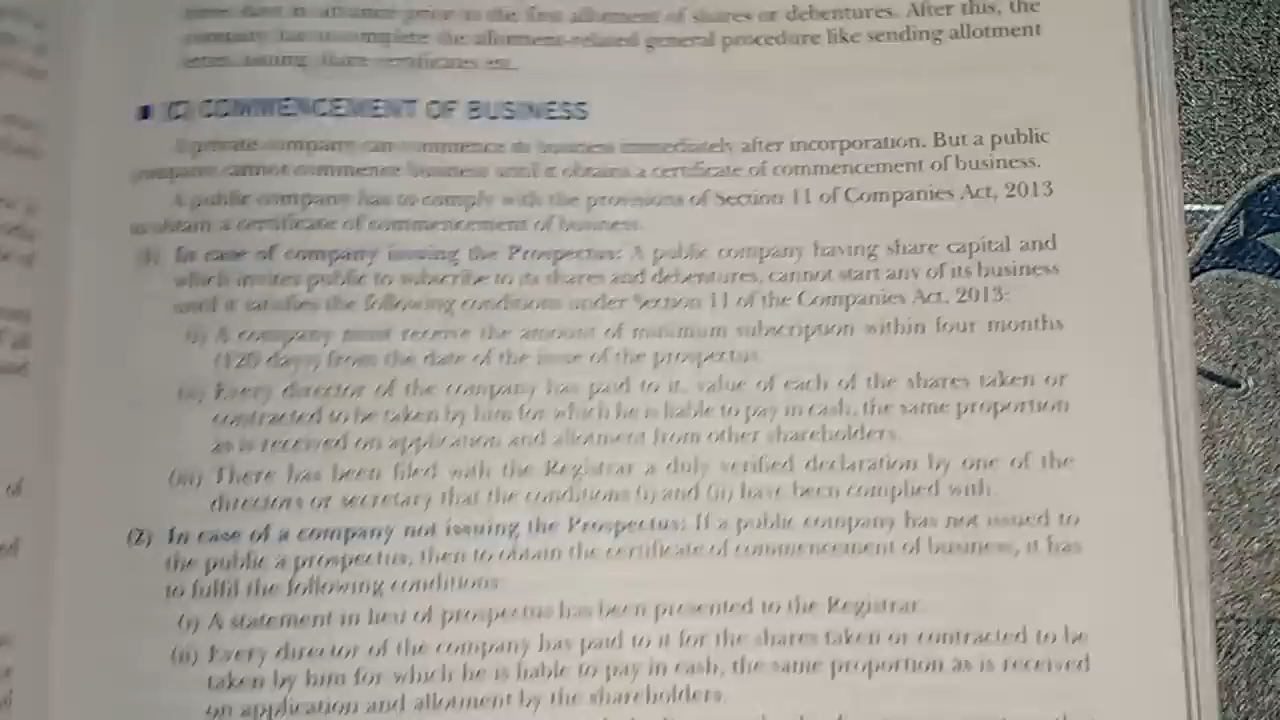 prior to the first allotment of shares or debentures. After this, the
company has to complete the allotment-related general procedure like sending allotment
letter, issuing share certificates etc.
(C) COMMENCEMENT OF BUSINESS
A private company can commence its business immediately after incorporation. But a public
company cannot commence business until it obtains a certificate of commencement of business.
A public company has to comply with the provisions of Section 11 of Companies Act, 2013
to obtain a certificate of commencement of business.
(1) In case of company issuing the Prospectus: A public company having share capital and
which invites public to subscribe to its shares and debentures, cannot start any of its business
until it satisfies the following conditions under Section 11 of the Companies Act, 2013:
(i) A company must receive the amount of minimum subscription within four months
(120 days) from the date of the issue of the prospectus.
(ii) Every director of the company has paid to it, value of each of the shares taken or
contracted to be taken by him for which he is liable to pay in cash, the same proportion
as is received on application and allotment from other shareholders.
(iii) There has been filed with the Registrar a duly verified declaration by one of the
directors or secretary that the conditions (i) and (ii) have been complied with.
(2) In case of a company not issuing the Prospectus: If a public company has not issued to
the public a prospectus, then to obtain the certificate of commencement of business, it has
to fulfil the following conditions:
(i) A statement in lieu of prospectus has been presented to the Registrar.
(ii) Every director of the company has paid to it for the shares taken or contracted to be
taken by him for which he is liable to pay in cash, the same proportion as is received
on application and allotment by the shareholders.